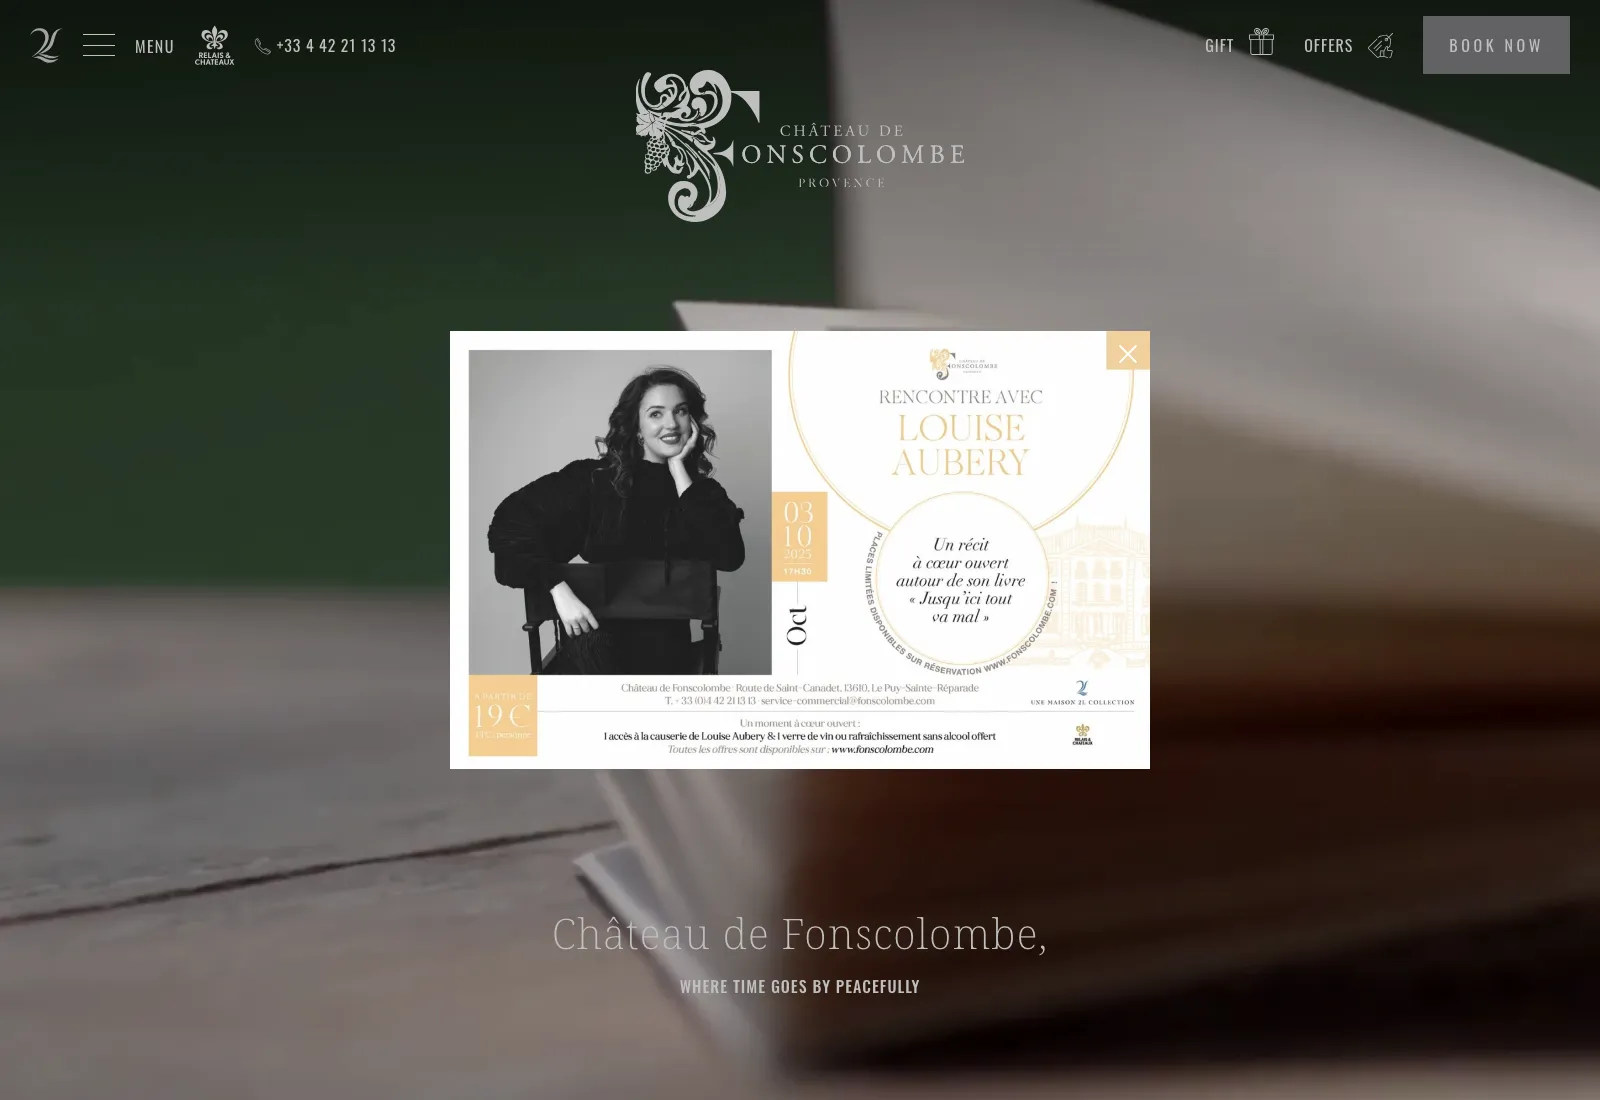 MENU
RELAIS &
CHATEAUX
+33 4 42 21 13 13
GIFT
OFFERS
BOOK NOW
CHÂTEAU DE
FONSCOLOMBE
PROVENCE
CHÂTEAU DE
FONSCOLOMBE
RENCONTRE AVEC
LOUISE
AUBERY
03
10
2025
17H30
Oct
Un récit
à cœur ouvert
autour de son livre
« Jusqu'ici tout
va mal »
PLACES LIMITÉES DISPONIBLES SUR RÉSERVATION WWW.FONSCOLOMBE.COM !
À PARTIR DE
19€
TTC/personne
Château de Fonscolombe · Route de Saint-Canadet, 13610, Le Puy-Sainte-Réparade
T. + 33 (0)4 42 21 13 13 · service-commercial@fonscolombe.com
UNE MAISON 2L COLLECTION
Un moment à cœur ouvert :
1 accès à la causerie de Louise Aubery & 1 verre de vin ou rafraîchissement sans alcool offert
Toutes les offres sont disponibles sur : www.fonscolombe.com
RELAIS &
CHATEAUX
Château de Fonscolombe,
WHERE TIME GOES BY PEACEFULLY